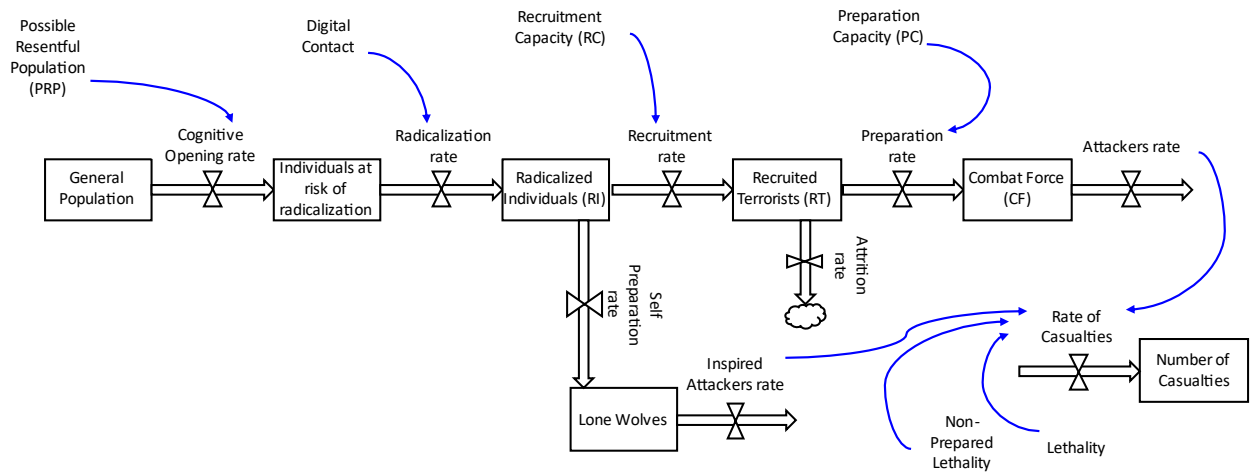 Possible
Resentful
Population
(PRP)
Digital
Contact
Recruitment
Capacity (RC)
Preparation
Capacity (PC)
Cognitive
Opening rate
Radicalization
rate
Recruitment
rate
Preparation
rate
Attackers rate
General
Population
Individuals at
risk of
radicalization
Radicalized
Individuals (RI)
Recruited
Terrorists (RT)
Combat Force
(CF)
Self
Preparation
rate
Attrition
rate
Rate of
Casualties
Number of
Casualties
Inspired
Attackers rate
Lone Wolves
Non-
Prepared
Lethality
Lethality